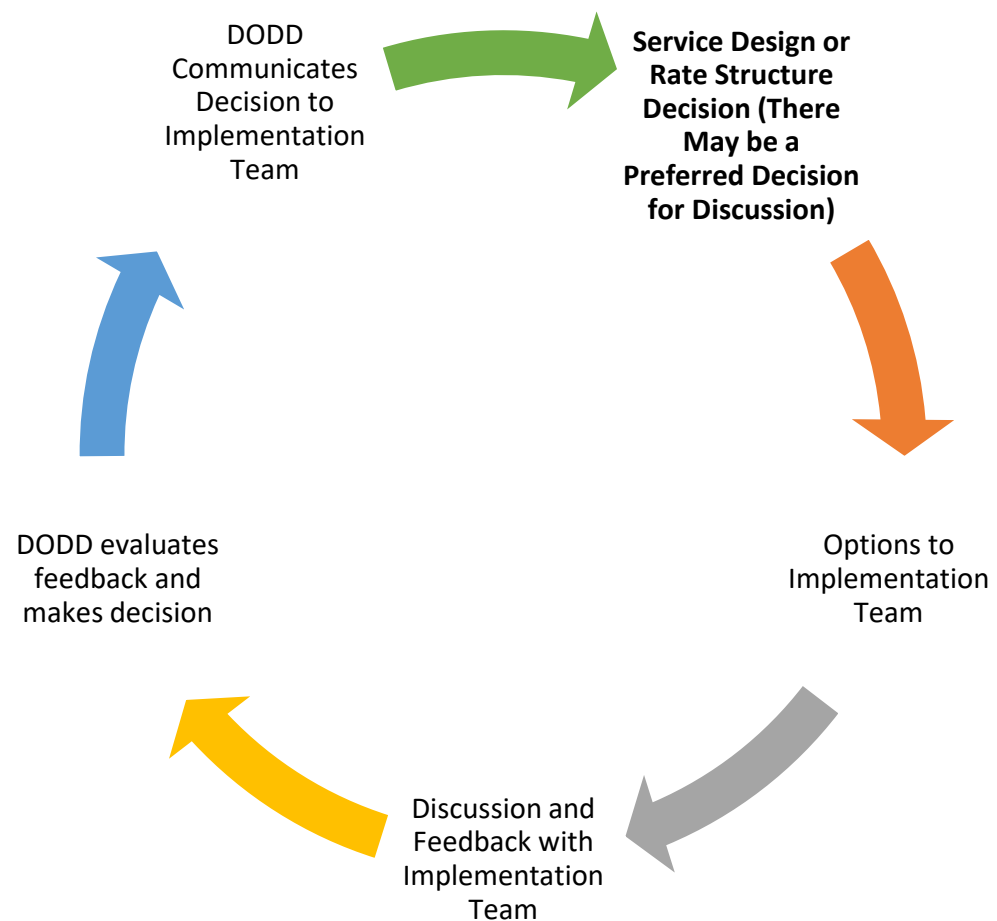 DODD
Communicates
Decision to
Implementation
Team
Service Design or
Rate Structure
Decision (There
May be a
Preferred Decision
for Discussion)
Options to
Implementation
Team
Discussion and
Feedback with
Implementation
Team
DODD evaluates
feedback and
makes decision